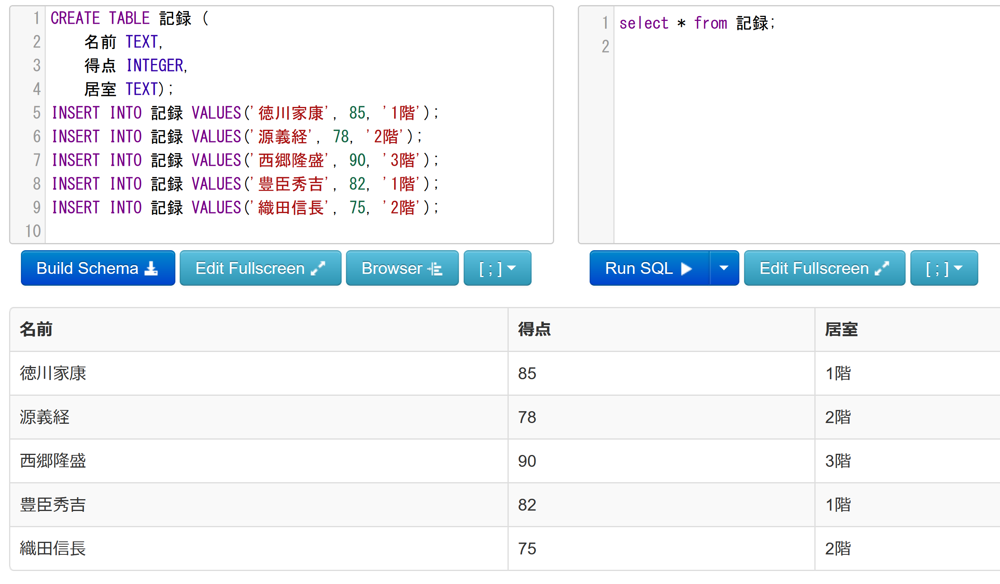 1 CREATE TABLE 記録 (
2 名前 TEXT,
3 得点 INTEGER,
4 居室 TEXT);
5 INSERT INTO 記録 VALUES('徳川家康', 85, '1階');
6 INSERT INTO 記録 VALUES('源義経', 78, '2階');
7 INSERT INTO 記録 VALUES('西郷隆盛', 90, '3階');
8 INSERT INTO 記録 VALUES('豊臣秀吉', 82, '1階');
9 INSERT INTO 記録 VALUES('織田信長', 75, '2階');
10
1 select * from 記録;
2
Build Schema Edit Fullscreen Browser [ ; ]
Run SQL Edit Fullscreen [ ; ]
名前 得点 居室
徳川家康 85 1階
源義経 78 2階
西郷隆盛 90 3階
豊臣秀吉 82 1階
織田信長 75 2階